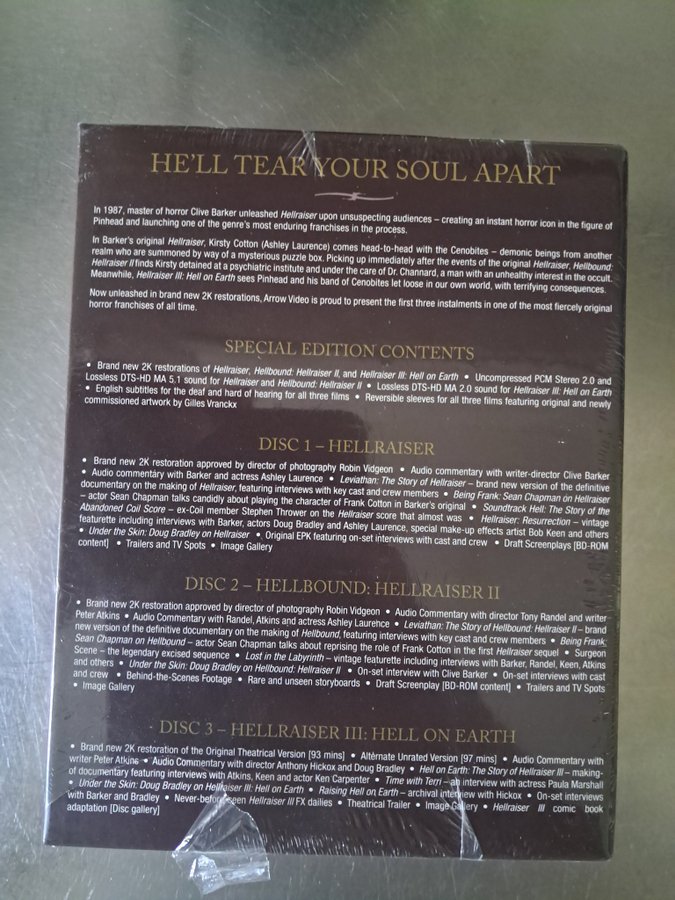 HE'LL TEAR YOUR SOUL APART
In 1987, master of horror Clive Barker unleashed Hellraiser upon unsuspecting audiences – creating an instant horror icon in the figure of
Pinhead and launching one of the genre's most enduring franchises in the process.
In Barker's original Hellraiser, Kirsty Cotton (Ashley Laurence) comes head-to-head with the Cenobites – demonic beings from another
realm who are summoned by way of a mysterious puzzle box. Picking up immediately after the events of the original Hellraiser, Hellbound:
Hellraiser II finds Kirsty detained at a psychiatric institute and under the care of Dr. Channard, a man with an unhealthy interest in the occult.
Meanwhile, Hellraiser III: Hell on Earth sees Pinhead and his band of Cenobites let loose in our own world, with terrifying consequences.
Now unleashed in brand new 2K restorations, Arrow Video is proud to present the first three instalments in one of the most fiercely original
horror franchises of all time.
SPECIAL EDITION CONTENTS
• Brand new 2K restorations of Hellraiser, Hellbound: Hellraiser II, and Hellraiser III: Hell on Earth • Uncompressed PCM Stereo 2.0 and
Lossless DTS-HD MA 5.1 sound for Hellraiser and Hellbound: Hellraiser II • Lossless DTS-HD MA 2.0 sound for Hellraiser III: Hell on Earth
• English subtitles for the deaf and hard of hearing for all three films • Reversible sleeves for all three films featuring original and newly
commissioned artwork by Gilles Vranckx
DISC 1 – HELLRAISER
• Brand new 2K restoration approved by director of photography Robin Vidgeon • Audio commentary with writer-director Clive Barker
• Audio commentary with Barker and actress Ashley Laurence • Leviathan: The Story of Hellraiser – brand new version of the definitive
documentary on the making of Hellraiser, featuring interviews with key cast and crew members • Being Frank: Sean Chapman on Hellraiser
– actor Sean Chapman talks candidly about playing the character of Frank Cotton in Barker's original • Soundtrack Hell: The Story of the
Abandoned Coil Score – ex-Coil member Stephen Thrower on the Hellraiser score that almost was • Hellraiser: Resurrection – vintage
featurette including interviews with Barker, actors Doug Bradley and Ashley Laurence, special make-up effects artist Bob Keen and others
• Under the Skin: Doug Bradley on Hellraiser • Original EPK featuring on-set interviews with cast and crew • Draft Screenplays [BD-ROM
content] • Trailers and TV Spots • Image Gallery
DISC 2 – HELLBOUND: HELLRAISER II
• Brand new 2K restoration approved by director of photography Robin Vidgeon • Audio Commentary with director Tony Randel and writer
Peter Atkins • Audio Commentary with Randel, Atkins and actress Ashley Laurence • Leviathan: The Story of Hellbound: Hellraiser II – brand
new version of the definitive documentary on the making of Hellbound, featuring interviews with key cast and crew members • Being Frank:
Sean Chapman on Hellbound – actor Sean Chapman talks about reprising the role of Frank Cotton in the first Hellraiser sequel • Surgeon
Scene – the legendary excised sequence • Lost in the Labyrinth – vintage featurette including interviews with Barker, Randel, Keen, Atkins
and others • Under the Skin: Doug Bradley on Hellbound: Hellraiser II • On-set interview with Clive Barker • On-set interviews with cast
and crew • Behind-the-Scenes Footage • Rare and unseen storyboards • Draft Screenplay [BD-ROM content] • Trailers and TV Spots
• Image Gallery
DISC 3 – HELLRAISER III: HELL ON EARTH
• Brand new 2K restoration of the Original Theatrical Version [93 mins] • Alternate Unrated Version [97 mins] • Audio Commentary with
writer Peter Atkins • Audio Commentary with director Anthony Hickox and Doug Bradley • Hell on Earth: The Story of Hellraiser III – making-
of documentary featuring interviews with Atkins, Keen and actor Ken Carpenter • Time with Terri – an interview with actress Paula Marshall
• Under the Skin: Doug Bradley on Hellraiser III: Hell on Earth • Raising Hell on Earth – archival interview with Hickox • On-set interviews
with Barker and Bradley • Never-before-seen Hellraiser III FX dailies • Theatrical Trailer • Image Gallery • Hellraiser III comic book
adaptation [Disc gallery]